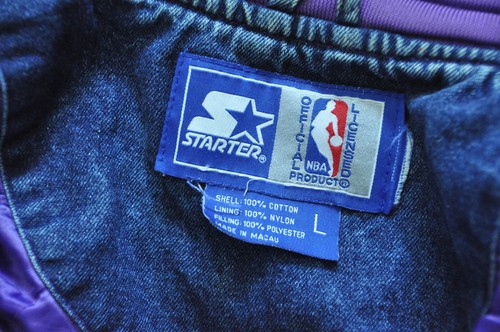 STARTER®
OFFICIAL
LICENSED
NBA
PRODUCT®
SHELL: 100% COTTON
LINING: 100% NYLON
FILLING: 100% POLYESTER
MADE IN MACAU
L